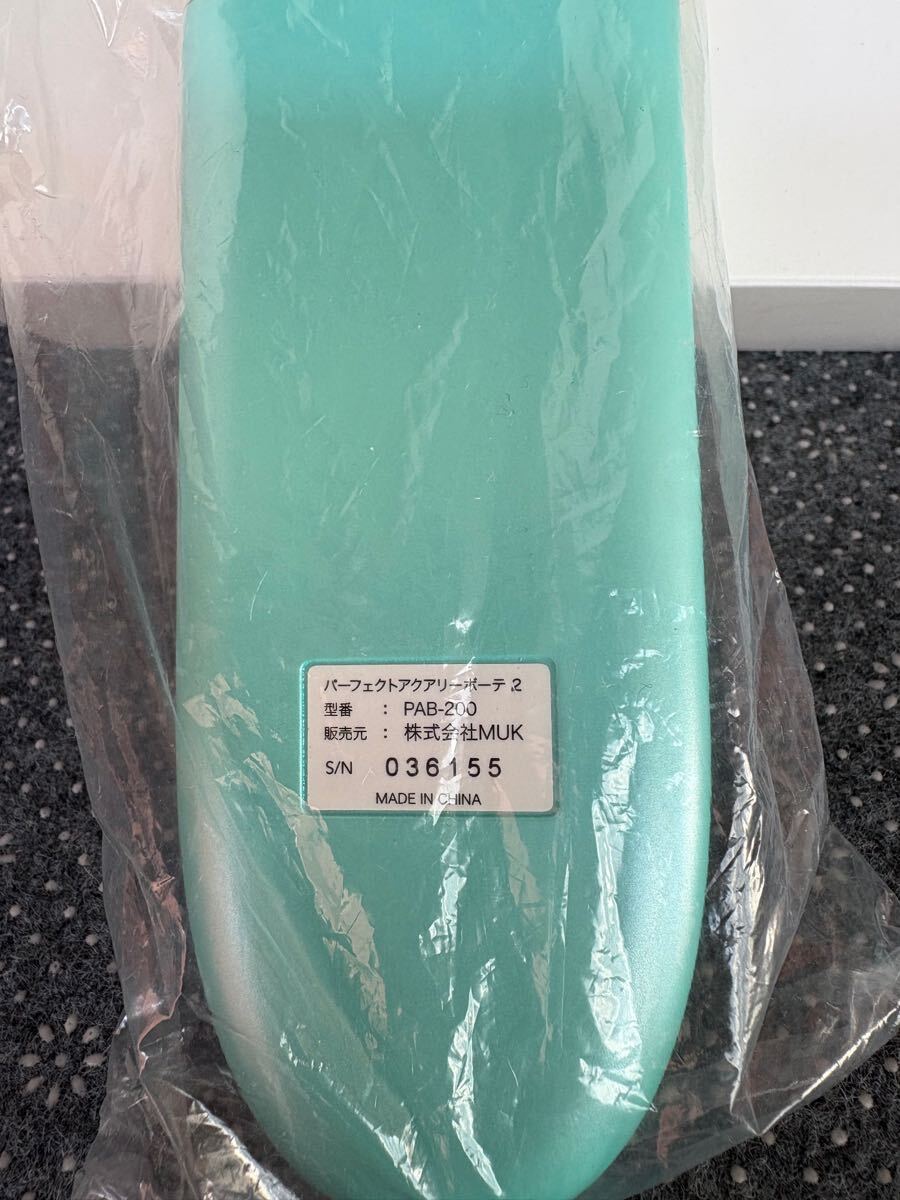 パーフェクトアクアリーボーテ 2
型番 : PAB-200
販売元 : 株式会社MUK
S/N 036155
MADE IN CHINA